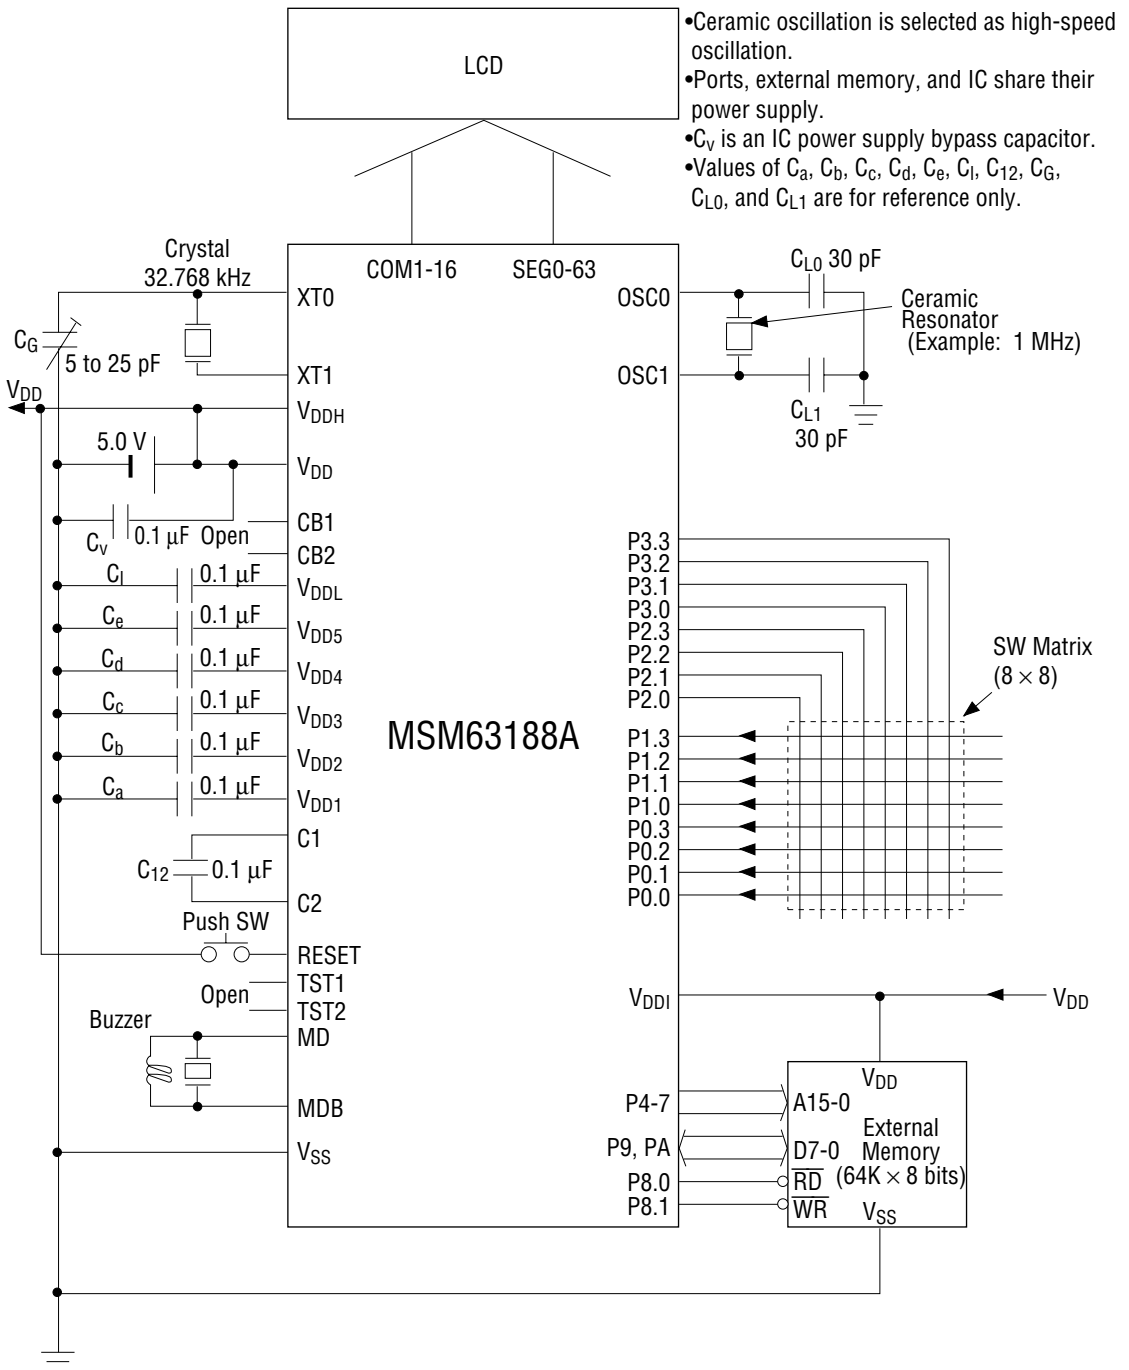 LCD
•Ceramic oscillation is selected as high-speed
oscillation.
•Ports, external memory, and IC share their
power supply.
•Cv is an IC power supply bypass capacitor.
•Values of Ca, Cb, Cc, Cd, Ce, Cl, C12, CG,
CL0, and CL1 are for reference only.
Crystal
32.768 kHz
CG
5 to 25 pF
VDD
5.0 V
Cv
0.1 µF
Open
Cl
0.1 µF
Ce
0.1 µF
Cd
0.1 µF
Cc
0.1 µF
Cb
0.1 µF
Ca
0.1 µF
C12
0.1 µF
Push SW
Open
Buzzer
COM1-16
SEG0-63
XT0
XT1
VDDH
VDD
CB1
CB2
VDDL
VDD5
VDD4
VDD3
VDD2
VDD1
C1
C2
RESET
TST1
TST2
MD
MDB
VSS
MSM63188A
OSC0
OSC1
P3.3
P3.2
P3.1
P3.0
P2.3
P2.2
P2.1
P2.0
P1.3
P1.2
P1.1
P1.0
P0.3
P0.2
P0.1
P0.0
VDDI
P4-7
P9, PA
P8.0
P8.1
CL0 30 pF
Ceramic
Resonator
(Example: 1 MHz)
CL1
30 pF
SW Matrix
(8 × 8)
VDD
VDD
A15-0
External
Memory
(64K × 8 bits)
D7-0
RD
WR
VSS